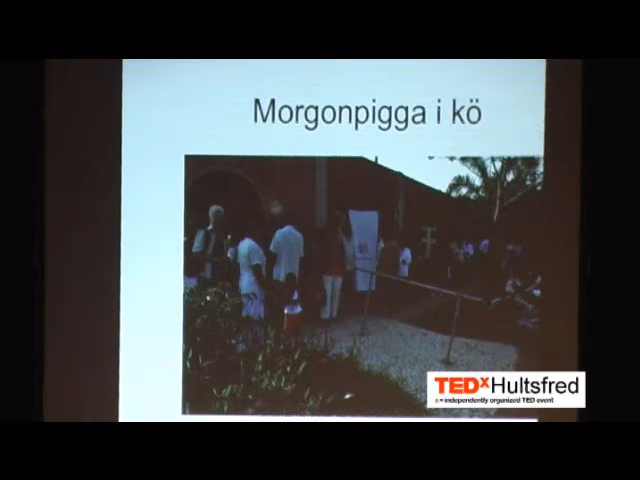 Morgonpigga i kö
TEDxHultsfred
x = independently organized TED event